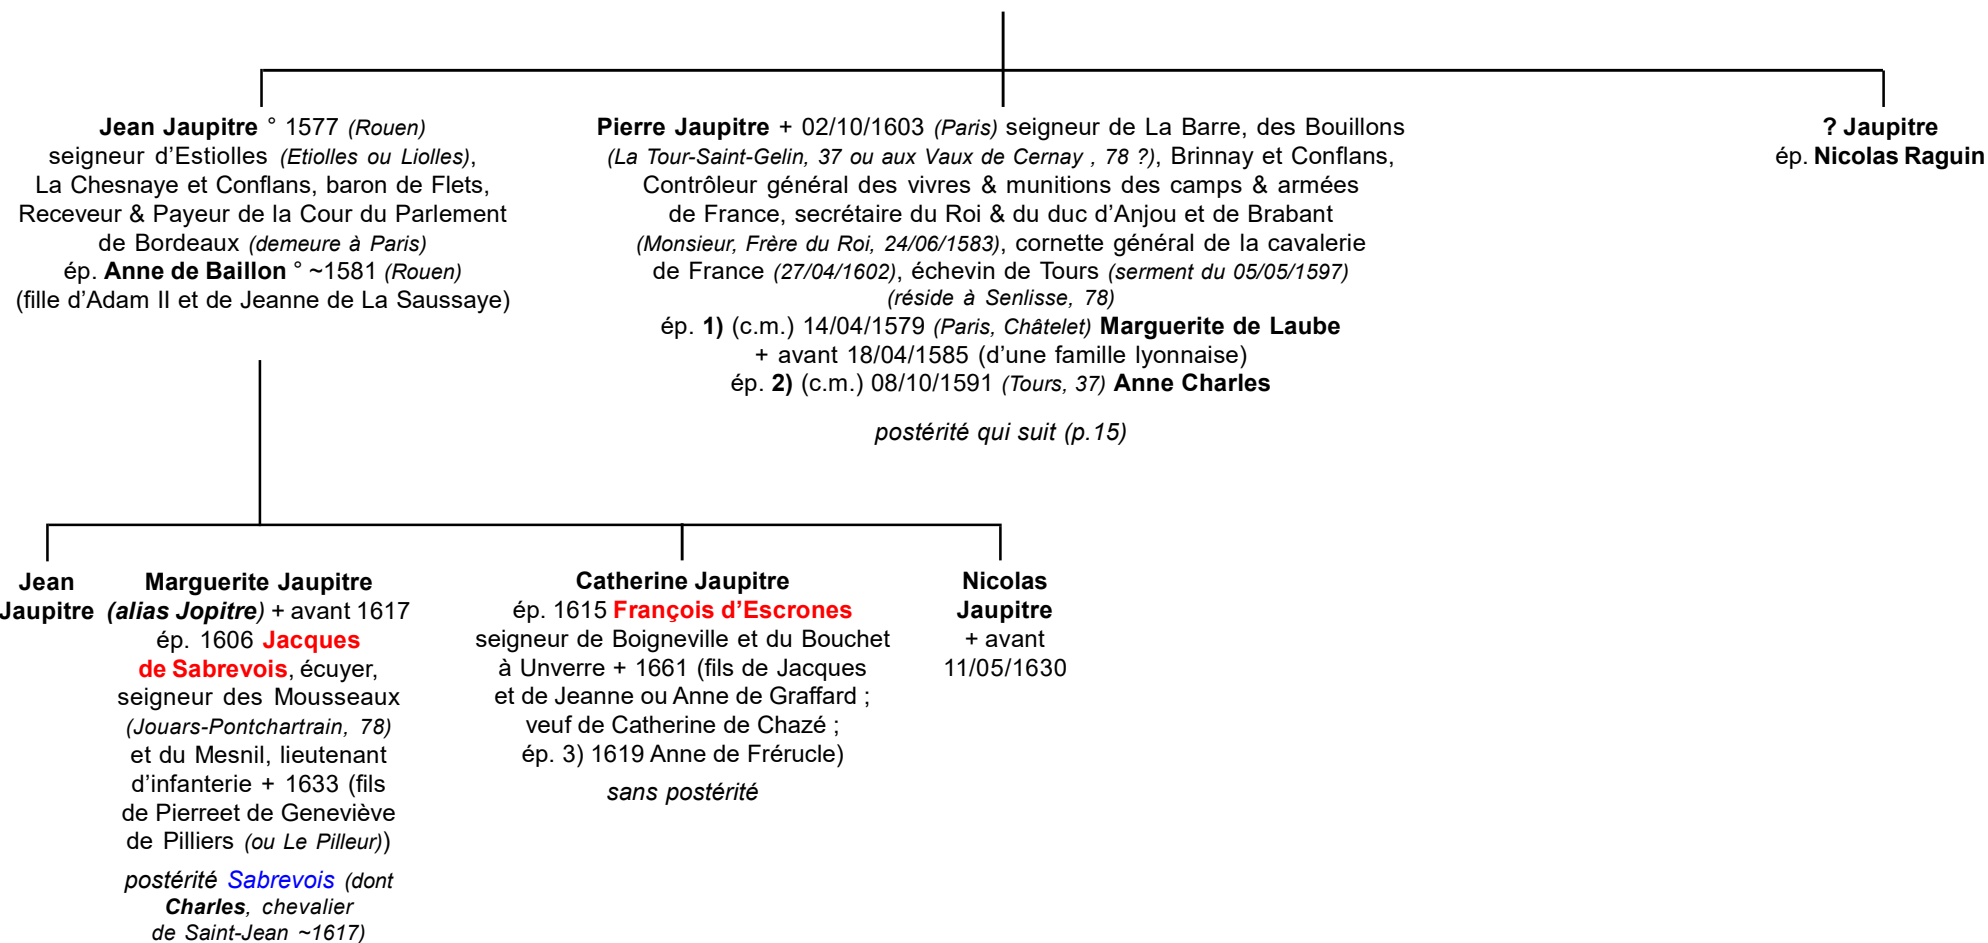 Jean Jaupitre ° 1577 (Rouen)
seigneur d'Estiolles (Etiolles ou Liolles),
La Chesnaye et Conflans, baron de Flets,
Receveur & Payeur de la Cour du Parlement
de Bordeaux (demeure à Paris)
ép. Anne de Baillon ° ~1581 (Rouen)
(fille d'Adam II et de Jeanne de La Saussaye)
Pierre Jaupitre + 02/10/1603 (Paris) seigneur de La Barre, des Bouillons
(La Tour-Saint-Gelin, 37 ou aux Vaux de Cernay , 78 ?), Brinnay et Conflans,
Contrôleur général des vivres & munitions des camps & armées
de France, secrétaire du Roi & du duc d'Anjou et de Brabant
(Monsieur, Frère du Roi, 24/06/1583), cornette général de la cavalerie
de France (27/04/1602), échevin de Tours (serment du 05/05/1597)
(réside à Senlisse, 78)
ép. 1) (c.m.) 14/04/1579 (Paris, Châtelet) Marguerite de Laube
+ avant 18/04/1585 (d'une famille lyonnaise)
ép. 2) (c.m.) 08/10/1591 (Tours, 37) Anne Charles
postérité qui suit (p.15)
? Jaupitre
ép. Nicolas Raguin
Jean
Jaupitre
Marguerite Jaupitre
(alias Jopitre) + avant 1617
ép. 1606 Jacques
de Sabrevois, écuyer,
seigneur des Mousseaux
(Jouars-Pontchartrain, 78)
et du Mesnil, lieutenant
d'infanterie + 1633 (fils
de Pierreet de Geneviève
de Pilliers (ou Le Pilleur))
postérité Sabrevois (dont
Charles, chevalier
de Saint-Jean ~1617)
Catherine Jaupitre
ép. 1615 François d'Escrones
seigneur de Boigneville et du Bouchet
à Unverre + 1661 (fils de Jacques
et de Jeanne ou Anne de Graffard ;
veuf de Catherine de Chazé ;
ép. 3) 1619 Anne de Frérucle)
sans postérité
Nicolas
Jaupitre
+ avant
11/05/1630